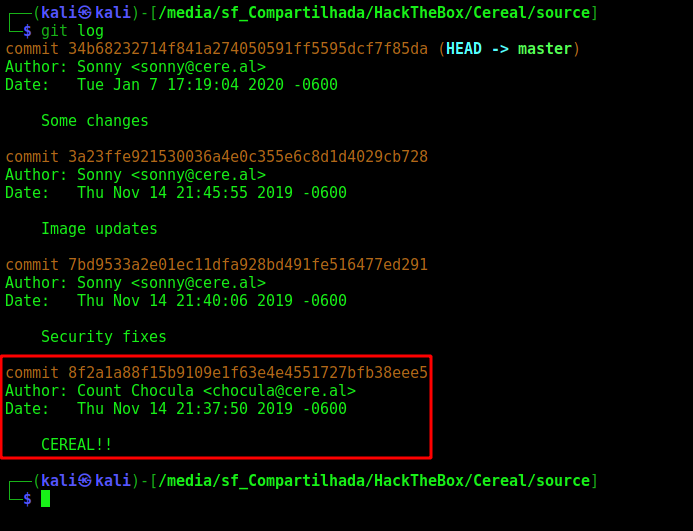 ┌──(kali㉿kali)-[/media/sf_Compartilhada/HackTheBox/Cereal/source]
└─$ git log
commit 34b68232714f841a274050591ff5595dcf7f85da (HEAD -> master)
Author: Sonny <sonny@cere.al>
Date:   Tue Jan 7 17:19:04 2020 -0600
    Some changes
commit 3a23ffe921530036a4e0c355e6c8d1d4029cb728
Author: Sonny <sonny@cere.al>
Date:   Thu Nov 14 21:45:55 2019 -0600
    Image updates
commit 7bd9533a2e01ec11dfa928bd491fe516477ed291
Author: Sonny <sonny@cere.al>
Date:   Thu Nov 14 21:40:06 2019 -0600
    Security fixes
commit 8f2a1a88f15b9109e1f63e4e4551727bfb38eee5
Author: Count Chocula <chocula@cere.al>
Date:   Thu Nov 14 21:37:50 2019 -0600
    CEREAL!!
┌──(kali㉿kali)-[/media/sf_Compartilhada/HackTheBox/Cereal/source]
└─$